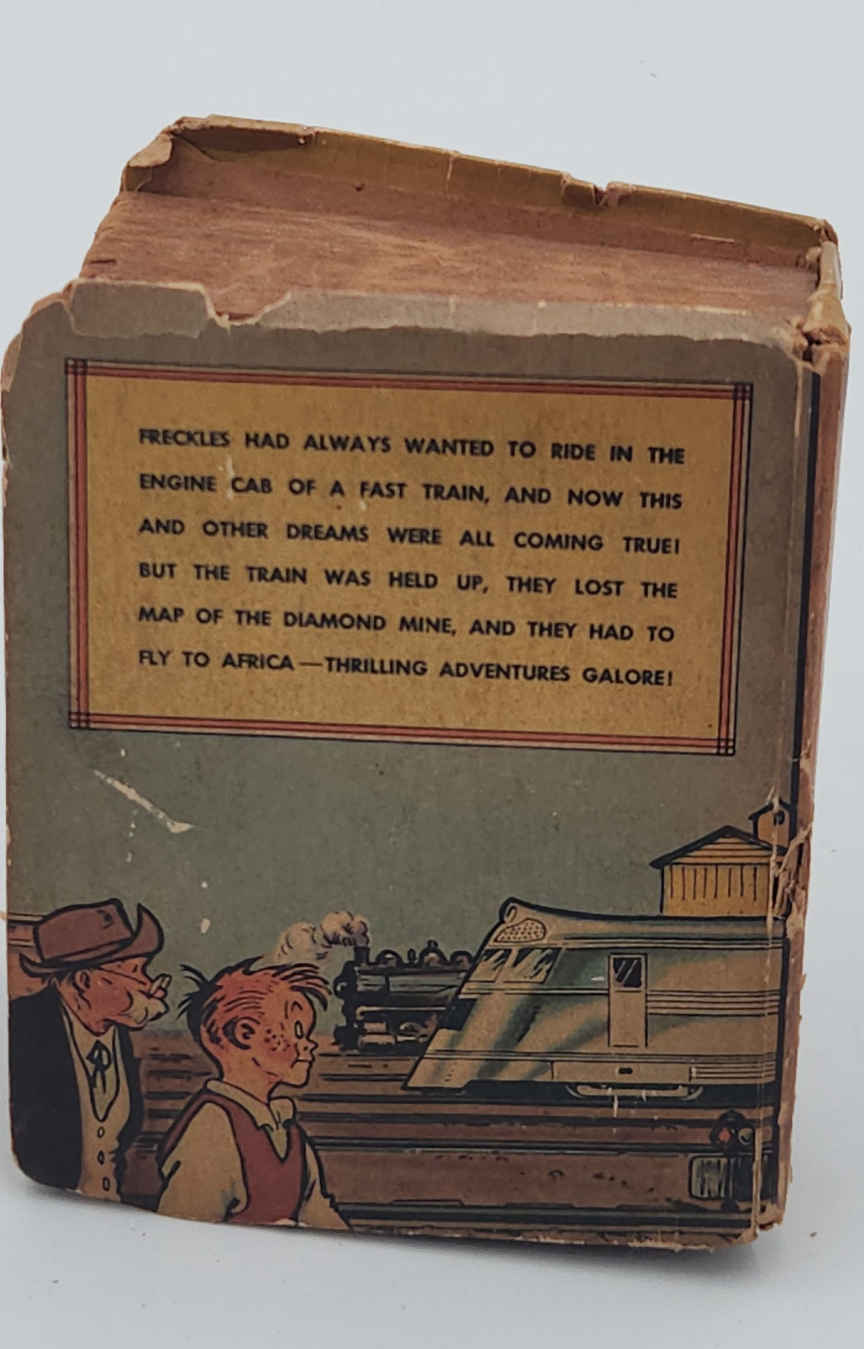 FRECKLES HAD ALWAYS WANTED TO RIDE IN THE
ENGINE CAB OF A FAST TRAIN, AND NOW THIS
AND OTHER DREAMS WERE ALL COMING TRUE!
BUT THE TRAIN WAS HELD UP, THEY LOST THE
MAP OF THE DIAMOND MINE, AND THEY HAD TO
FLY TO AFRICA—THRILLING ADVENTURES GALORE!